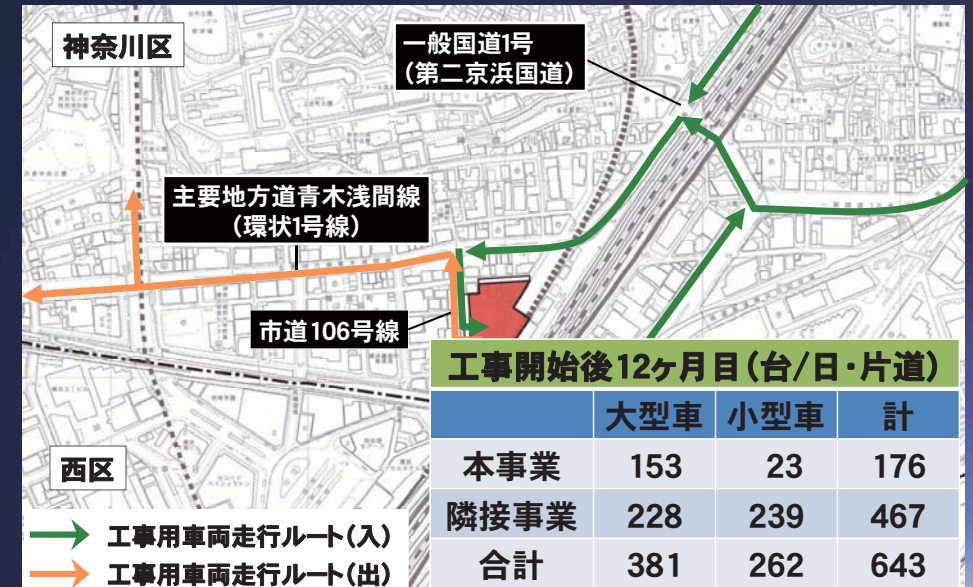 神奈川区
一般国道1号
(第二京浜国道)
主要地方道青木浅間線
(環状1号線)
市道106号線
西区
工事用車両走行ルート(入)
工事用車両走行ルート(出)
工事開始後12ヶ月目(台/日・片道)
大型車 小型車 計
本事業 153 23 176
隣接事業 228 239 467
合計 381 262 643